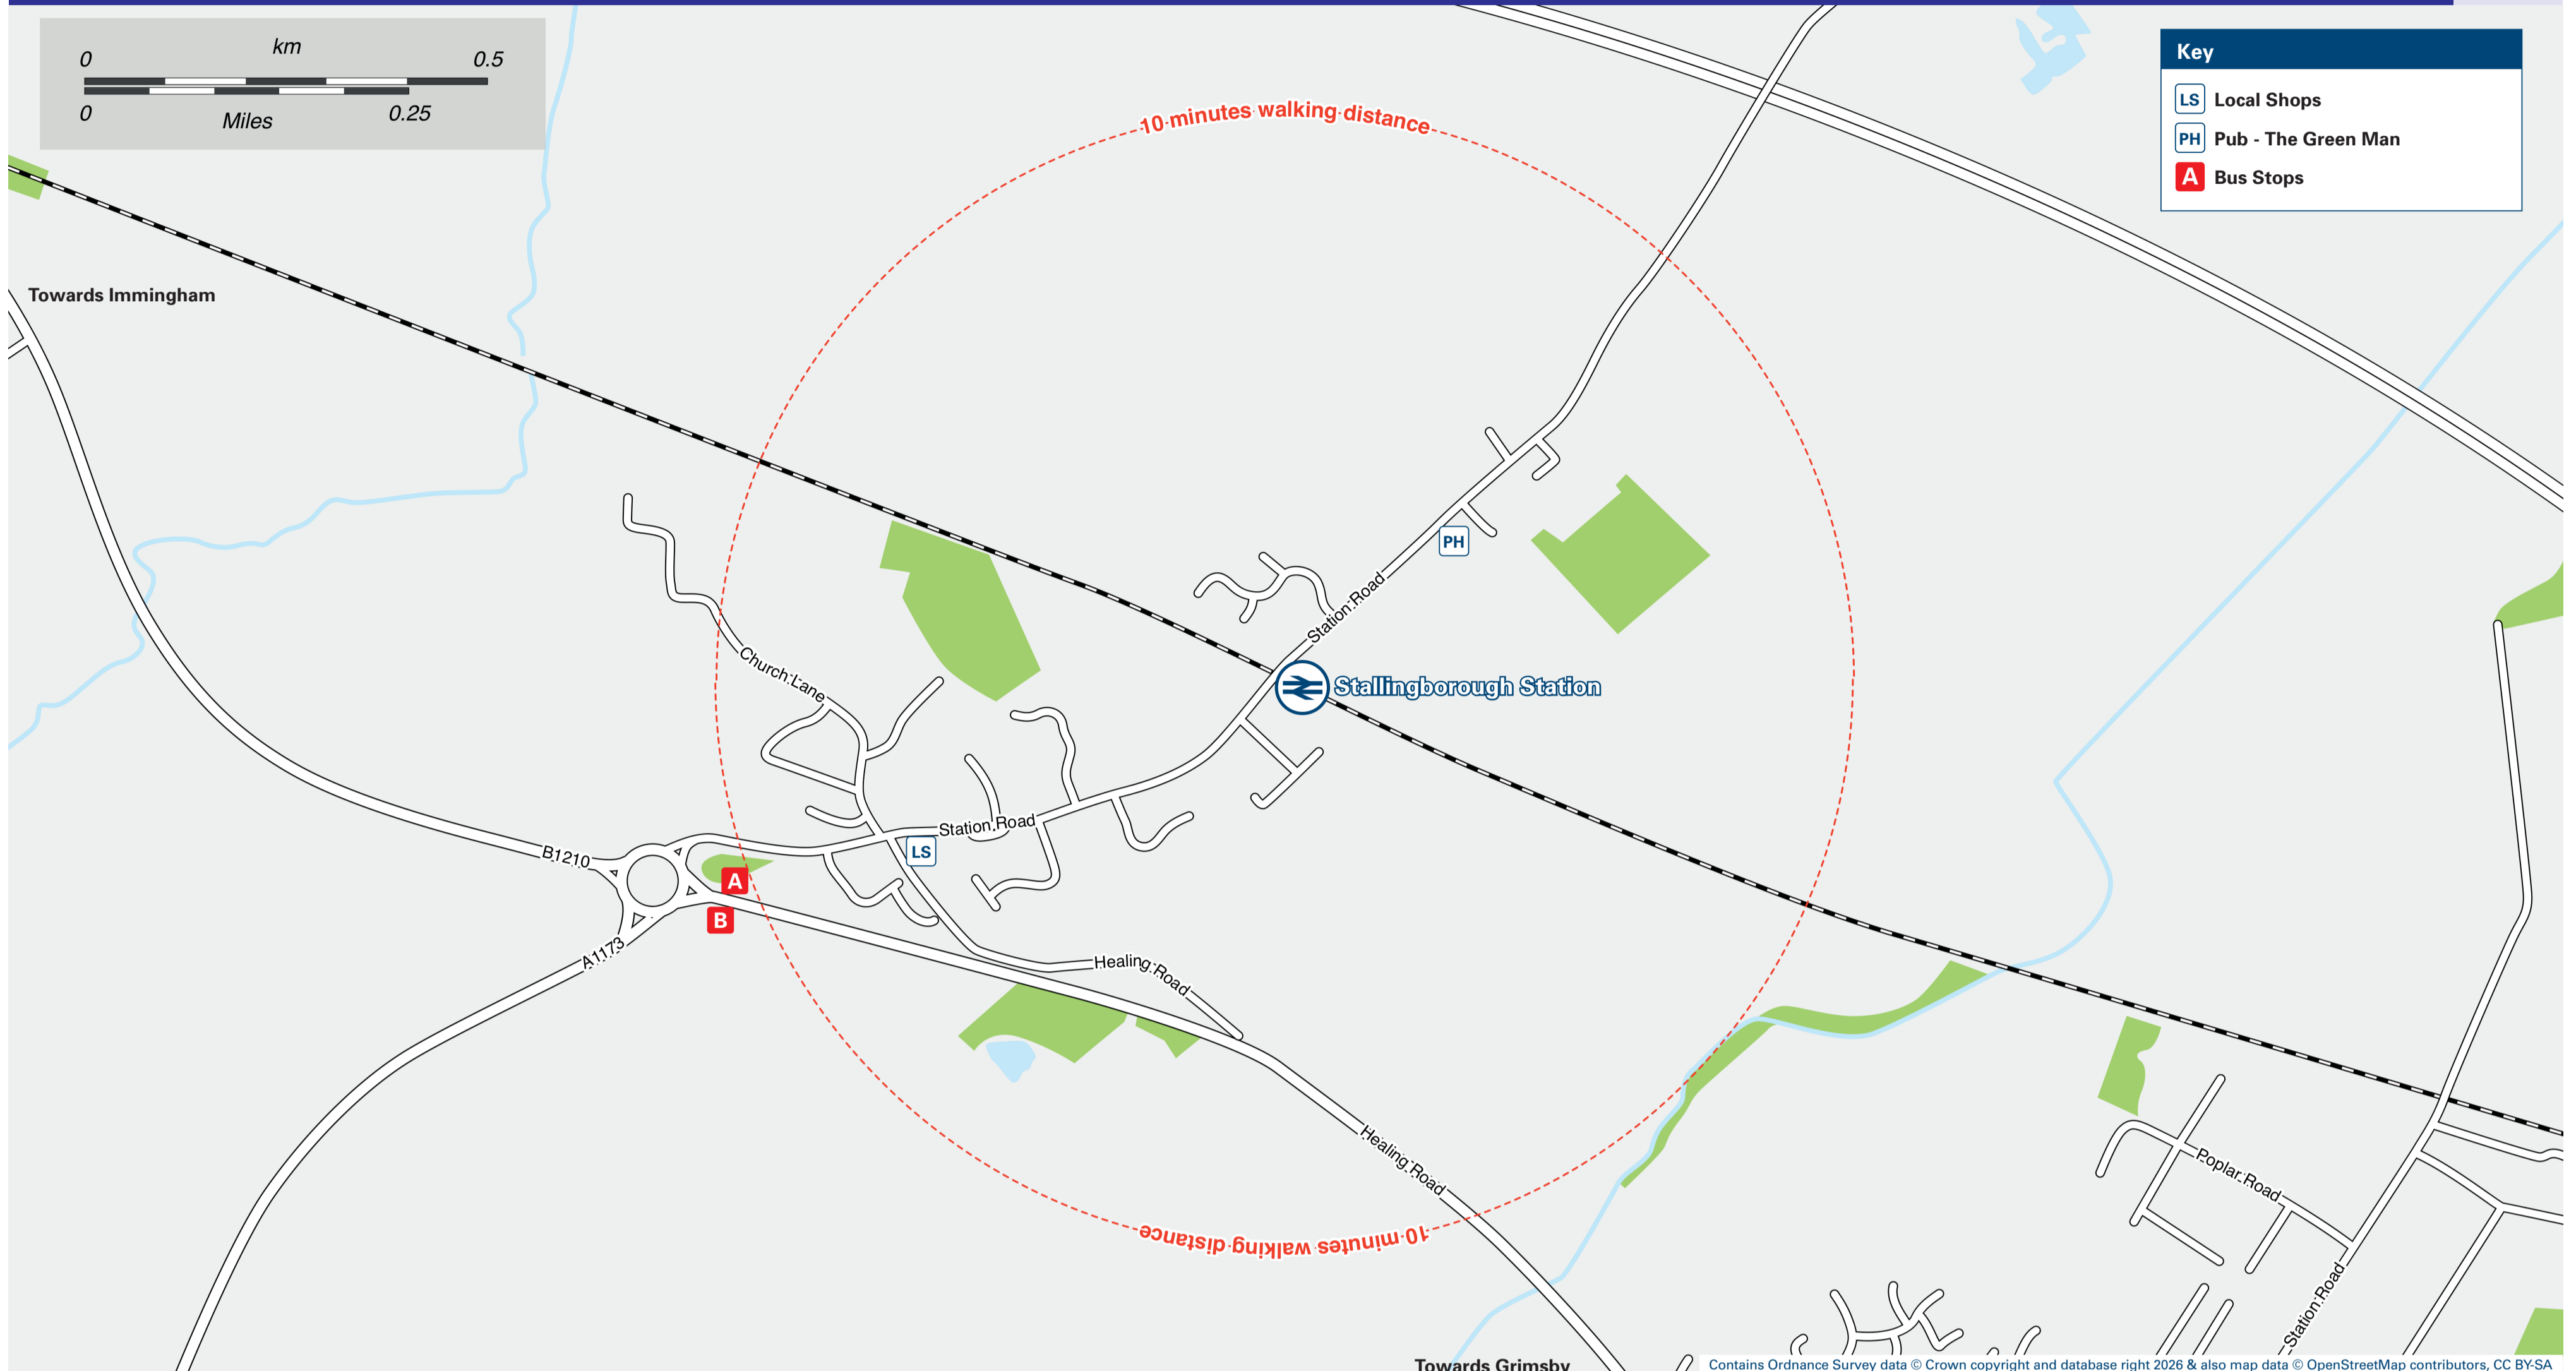 km
0 0.5
0 0.25
Miles
Key
LS Local Shops
PH Pub - The Green Man
A Bus Stops
10 minutes walking distance
Towards Immingham
PH
Station Road
Church Lane
Stallingborough Station
Station Road
LS
B1210
A
B
A1173
Healing Road
Healing Road
Poplar Road
10 minutes walking distance
Station Road
Towards Grimsby
Contains Ordnance Survey data © Crown copyright and database right 2026 & also map data © OpenStreetMap contributors, CC BY-SA